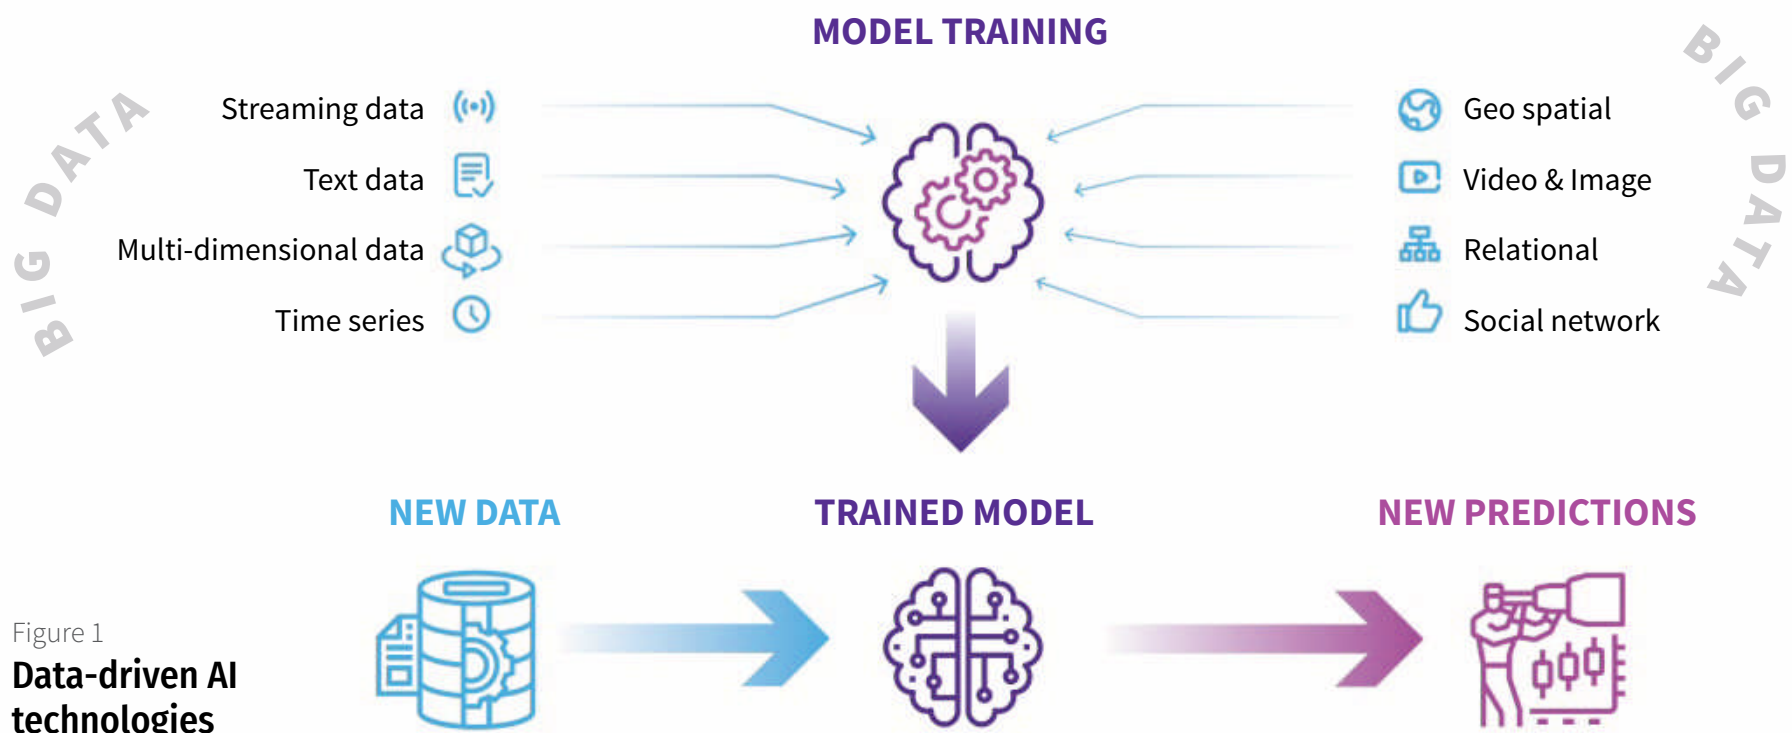 MODEL TRAINING
BIG DATA
BIG DATA
Streaming data
Text data
Multi-dimensional data
Time series
Geo spatial
Video & Image
Relational
Social network
NEW DATA
TRAINED MODEL
NEW PREDICTIONS
Figure 1
Data-driven AI
technologies